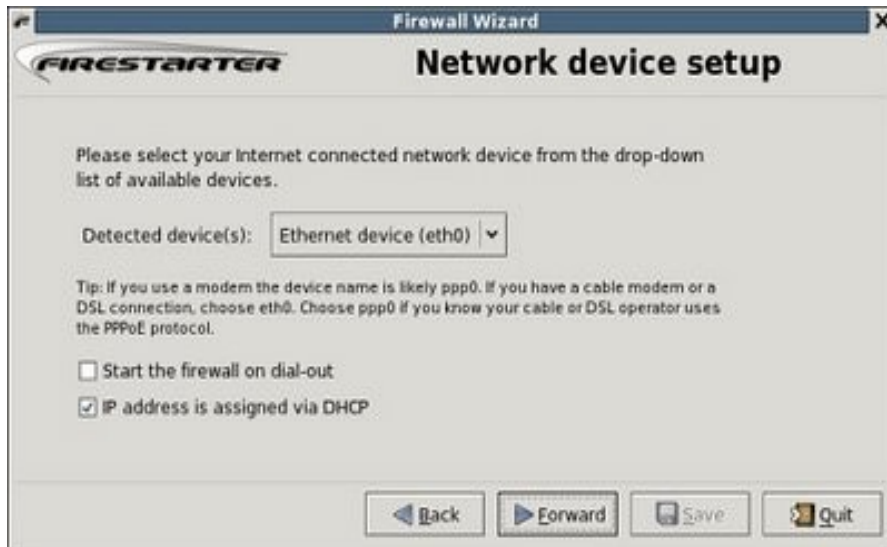 Firewall Wizard
FIRESTARTER
Network device setup
Please select your Internet connected network device from the drop-down
list of available devices.
Detected device(s): Ethernet device (eth0)
Tip: If you use a modem the device name is likely ppp0. If you have a cable modem or a
DSL connection, choose eth0. Choose ppp0 if you know your cable or DSL operator uses
the PPPoE protocol.
Start the firewall on dial-out
IP address is assigned via DHCP
Back Forward Save Quit